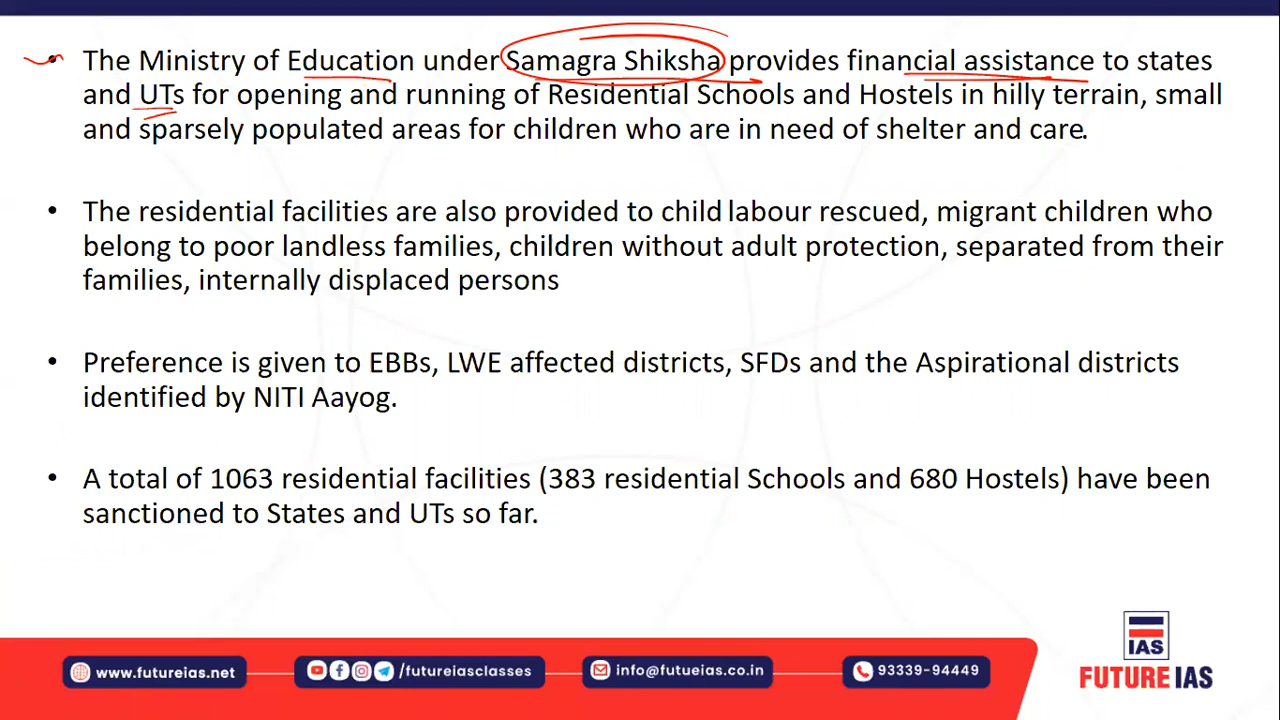 • The Ministry of Education under Samagra Shiksha provides financial assistance to states
and UTs for opening and running of Residential Schools and Hostels in hilly terrain, small
and sparsely populated areas for children who are in need of shelter and care.
• The residential facilities are also provided to child labour rescued, migrant children who
belong to poor landless families, children without adult protection, separated from their
families, internally displaced persons
• Preference is given to EBBs, LWE affected districts, SFDs and the Aspirational districts
identified by NITI Aayog.
• A total of 1063 residential facilities (383 residential Schools and 680 Hostels) have been
sanctioned to States and UTs so far.
www.futureias.net
/futureiasclasses
info@futueias.co.in
93339-94449
IAS
FUTURE IAS